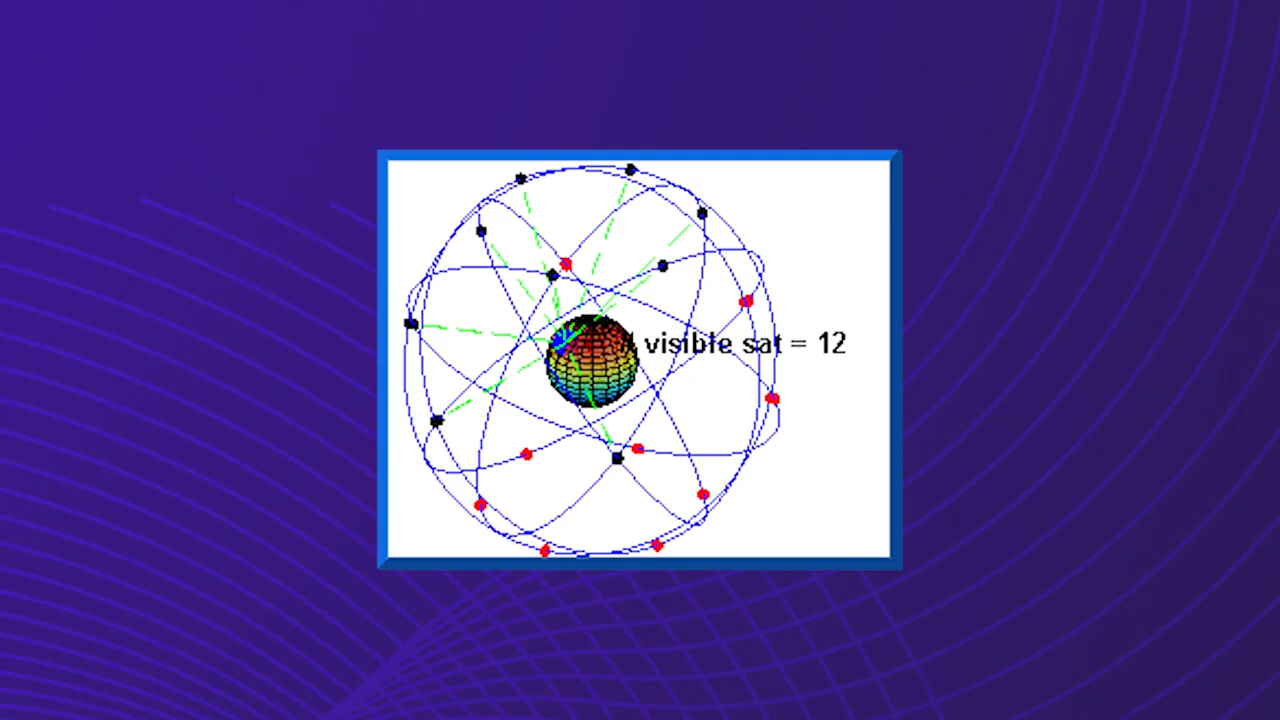 visible sat = 12